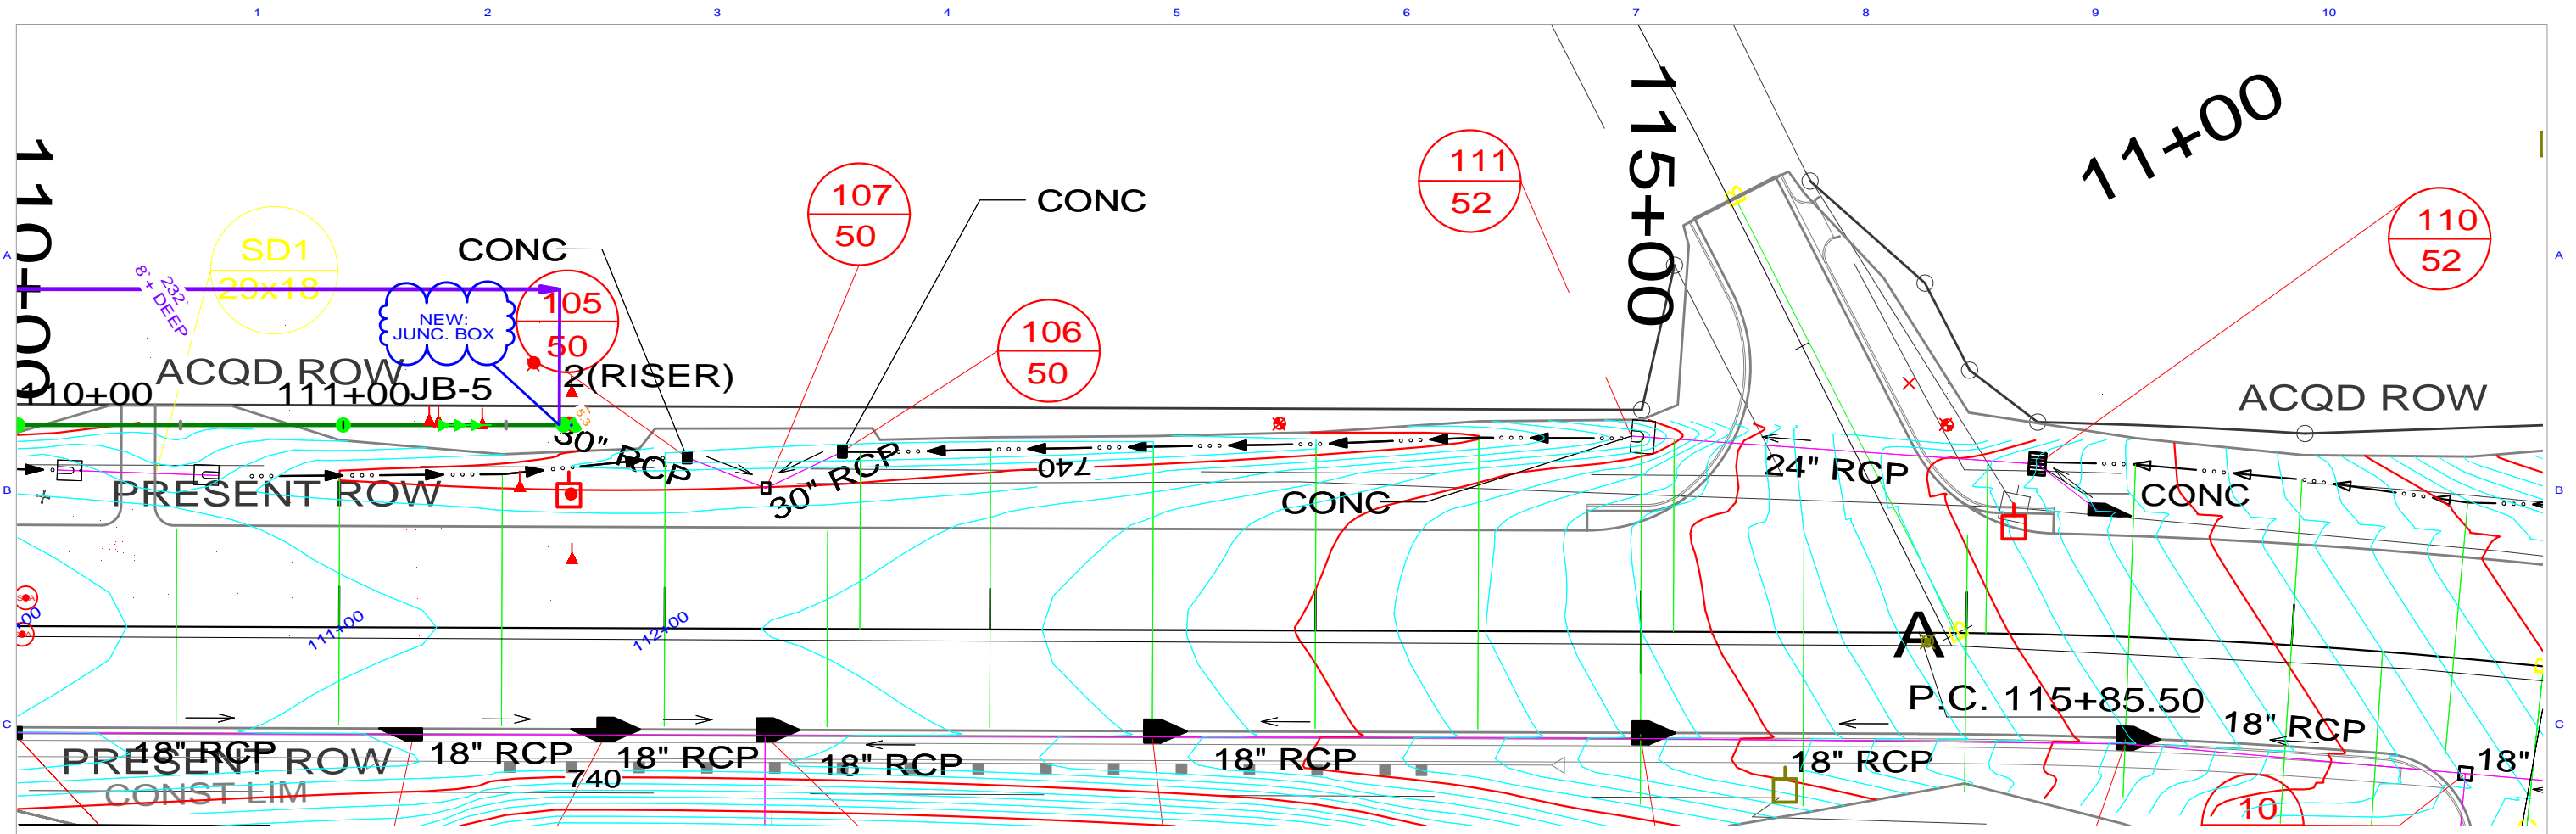 1 2 3 4 5 6 7 8 9 10
110+00
115+00
11+00
107
50
111
52
110
52
CONC
CONC
SD1
29x18
232`
8`+ DEEP
NEW:
JUNC. BOX
105
50
106
50
A
A
ACQD ROW
110+00
111+00
JB-5
2(RISER)
ACQD ROW
30" RCP
30" RCP
740
CONC
24" RCP
CONC
B
B
PRESENT ROW
111+00
112+00
A
P.C. 115+85.50
C
C
18" RCP
18" RCP
18" RCP
18" RCP
18" RCP
18" RCP
18" RCP
18"
PRESENT ROW
740
CONST LIM
10